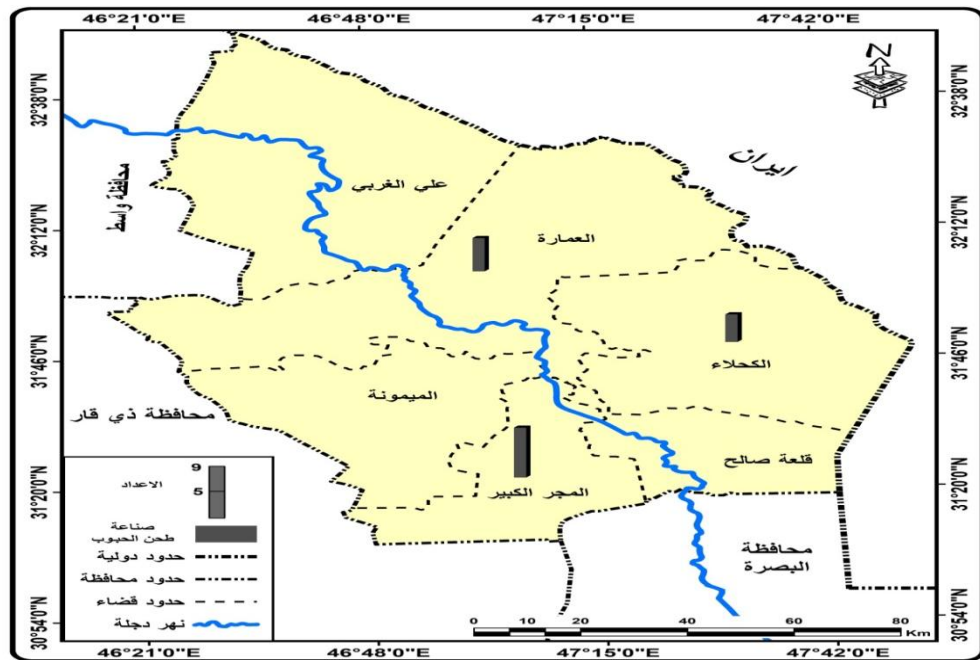 46°21'0"E
46°48'0"E
47°15'0"E
47°42'0"E
32°38'0"N
32°38'0"N
N
ايران
علي الغربي
محافظة واسط
32°12'0"N
32°12'0"N
العمارة
31°46'0"N
31°46'0"N
الكحلاء
الميمونة
محافظة ذي قار
قلعة صالح
المجر الكبير
31°20'0"N
31°20'0"N
9
5
الاعداد
صناعة
طحن الحبوب
حدود دولية
حدود محافظة
حدود قضاء
نهر دجلة
محافظة
البصرة
30°54'0"N
30°54'0"N
0 10 20 40 60 80
Km
46°21'0"E
46°48'0"E
47°15'0"E
47°42'0"E